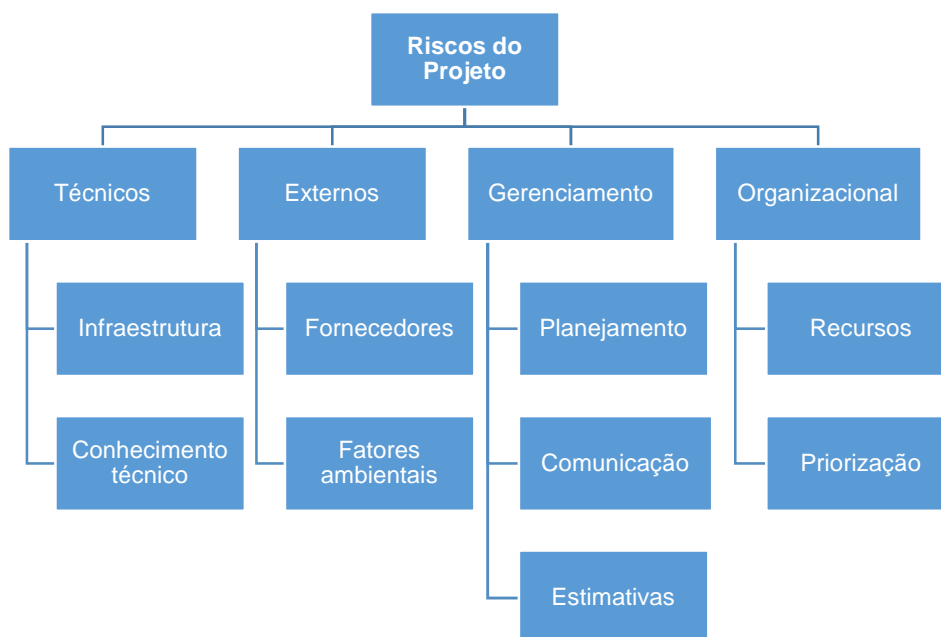 Riscos do
Projeto
Técnicos
Externos
Gerenciamento
Organizacional
Infraestrutura
Fornecedores
Planejamento
Recursos
Conhecimento
técnico
Fatores
ambientais
Comunicação
Priorização
Estimativas